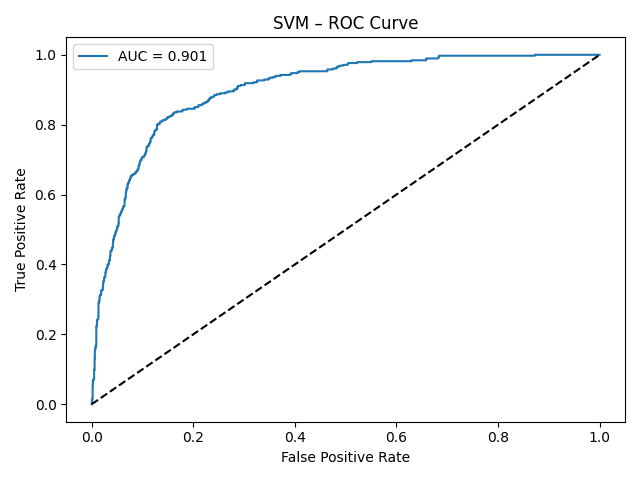 SVM – ROC Curve
AUC = 0.901
True Positive Rate
1.0
0.8
0.6
0.4
0.2
0.0
0.0 0.2 0.4 0.6 0.8 1.0
False Positive Rate